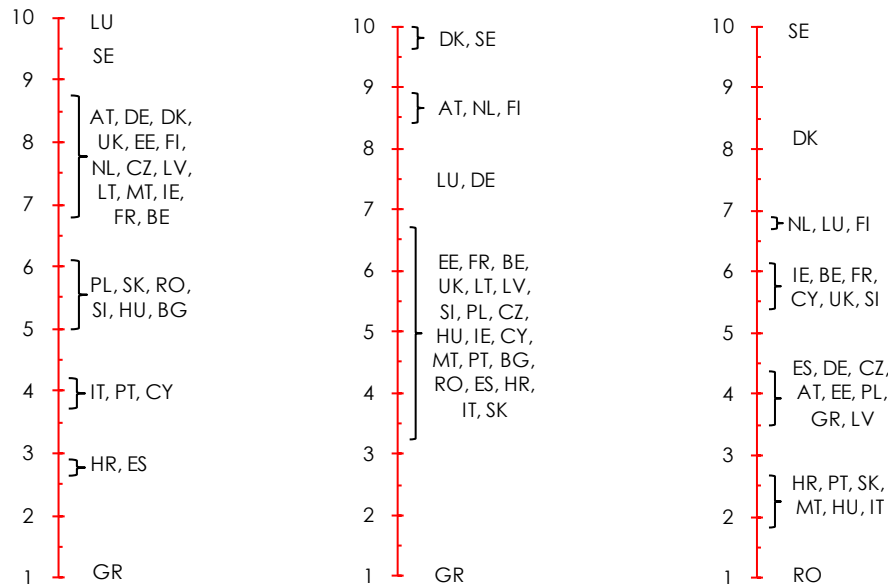 10
LU
SE
9
AT, DE, DK,
UK, EE, FI,
8
NL, CZ, LV,
LT, MT, IE,
7
FR, BE
6
PL, SK, RO,
SI, HU, BG
5
4
IT, PT, CY
3
HR, ES
2
1
GR
10
DK, SE
9
AT, NL, FI
8
LU, DE
7
EE, FR, BE,
6
UK, LT, LV,
SI, PL, CZ,
5
HU, IE, CY,
MT, PT, BG,
4
RO, ES, HR,
IT, SK
3
2
1
GR
10
SE
9
8
DK
7
NL, LU, FI
6
IE, BE, FR,
CY, UK, SI
5
ES, DE, CZ,
4
AT, EE, PL,
GR, LV
3
HR, PT, SK,
2
MT, HU, IT
1
RO